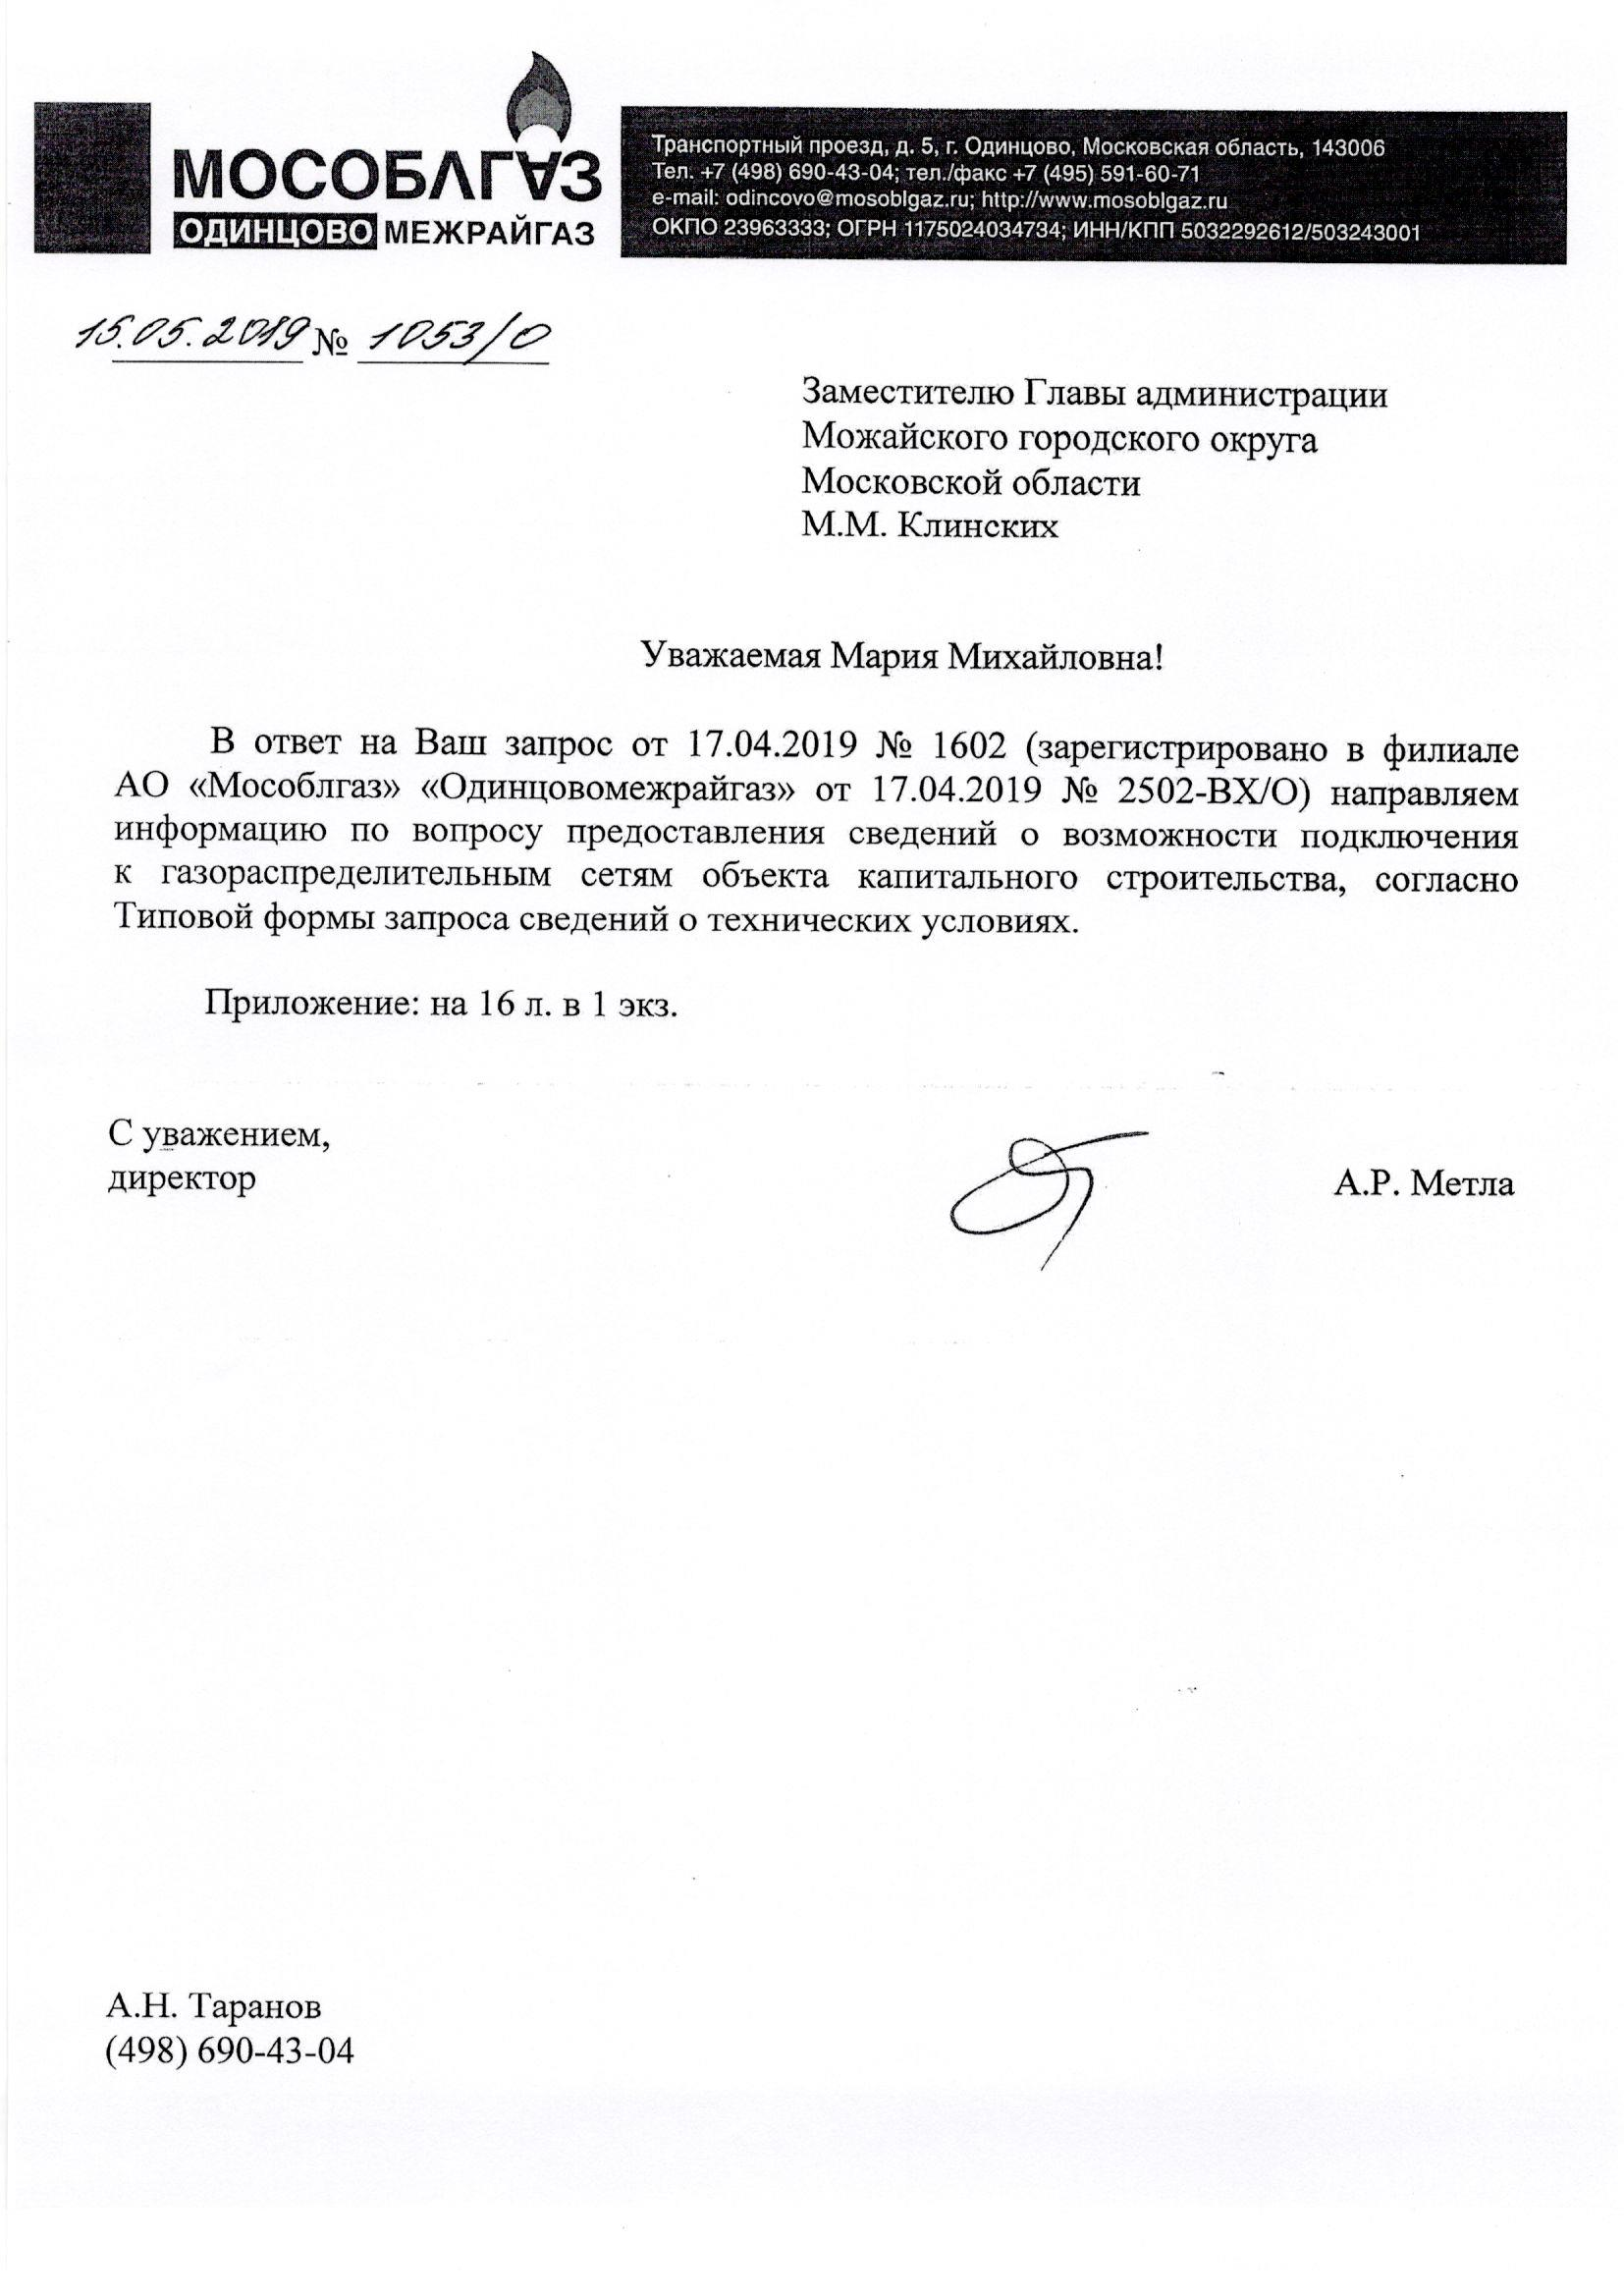 МОСОБЛГАЗ
ОДИНЦОВО МЕЖРАЙГАЗ
Транспортный проезд, д. 5, г. Одинцово, Московская область, 143006
Тел. +7 (498) 690-43-04; тел./факс +7 (495) 591-60-71
e-mail: odincovo@mosoblgaz.ru; http://www.mosoblgaz.ru
ОКПО 23963333; ОГРН 1175024034734; ИНН/КПП 5032292612/503243001
15.05.2019 № 1053/О
Заместителю Главы администрации
Можайского городского округа
Московской области
М.М. Клинских
Уважаемая Мария Михайловна!
В ответ на Ваш запрос от 17.04.2019 № 1602 (зарегистрировано в филиале
АО «Мособлгаз» «Одинцовомежрайгаз» от 17.04.2019 № 2502-ВХ/О) направляем
информацию по вопросу предоставления сведений о возможности подключения
к газораспределительным сетям объекта капитального строительства, согласно
Типовой формы запроса сведений о технических условиях.
Приложение: на 16 л. в 1 экз.
С уважением,
директор
А.Р. Метла
А.Н. Таранов
(498) 690-43-04